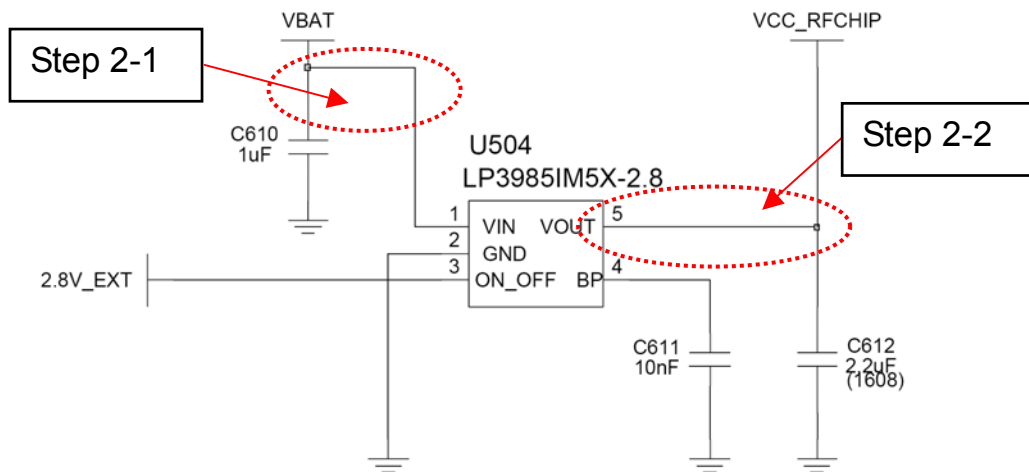 VBAT
VCC_RFCHIP
Step 2-1
Step 2-2
C610
1uF
U504
LP3985IM5X-2.8
1
VIN
VOUT
5
2
GND
3
ON_OFF
BP
4
2.8V_EXT
C611
10nF
C612
2.2uF
(1608)